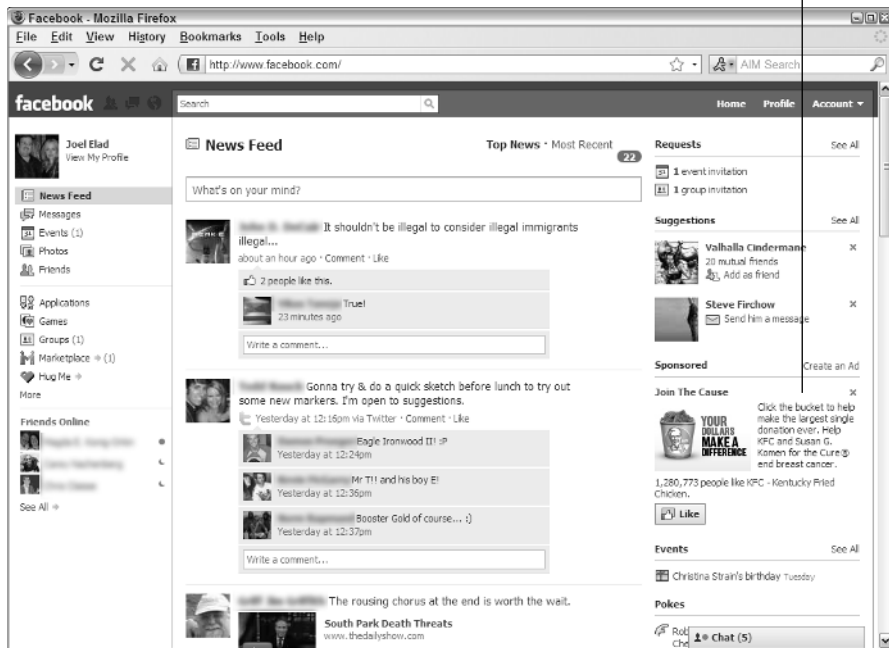 Facebook - Mozilla Firefox
File Edit View History Bookmarks Tools Help
http://www.facebook.com/
AIM Search
facebook
Search
Home Profile Account
Joel Elad
View My Profile
News Feed
Messages
Events (1)
Photos
Friends
Applications
Games
Groups (1)
Marketplace (1)
Hug Me
More
Friends Online
See All
News Feed
Top News · Most Recent
22
What's on your mind?
It shouldn't be illegal to consider illegal immigrants
illegal...
about an hour ago · Comment · Like
2 people like this.
True!
23 minutes ago
Write a comment...
Gonna try & do a quick sketch before lunch to try out
some new markers. I'm open to suggestions.
Yesterday at 12:16pm via Twitter · Comment · Like
Eagle Ironwood II! :P
Yesterday at 12:24pm
Mr T!! and his boy E!
Yesterday at 12:36pm
Booster Gold of course... :)
Yesterday at 12:37pm
Write a comment...
The rousing chorus at the end is worth the wait.
South Park Death Threats
www.thedailyshow.com
Requests See All
1 event invitation
1 group invitation
Suggestions See All
Valhalla Cindermane
20 mutual friends
Add as friend
Steve Firchow
Send him a message
Sponsored Create an Ad
Join The Cause
YOUR
DOLLARS
MAKE A
DIFFERENCE
Click the bucket to help
make the largest single
donation ever. Help
KFC and Susan G.
Komen for the Cure®
end breast cancer.
1,280,773 people like KFC - Kentucky Fried
Chicken.
Like
Events See All
Christina Strain's birthday Tuesday
Pokes
Chat (5)